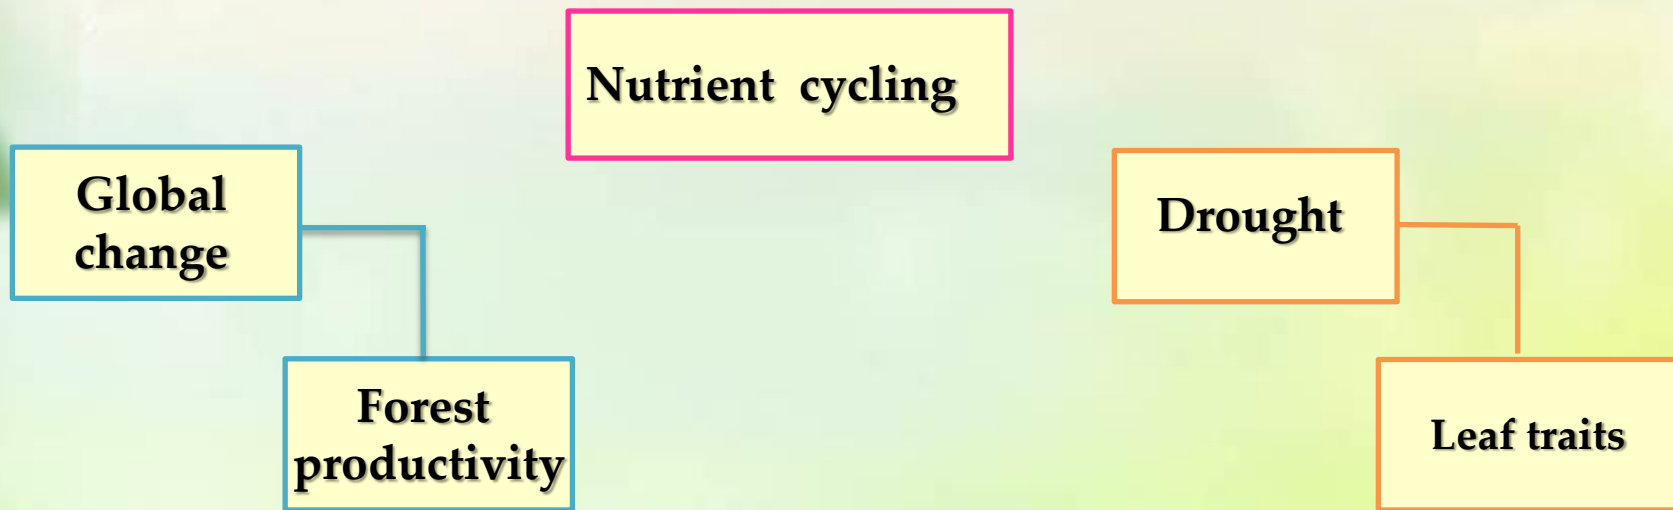 Nutrient cycling
Global
change
Drought
Forest
productivity
Leaf traits